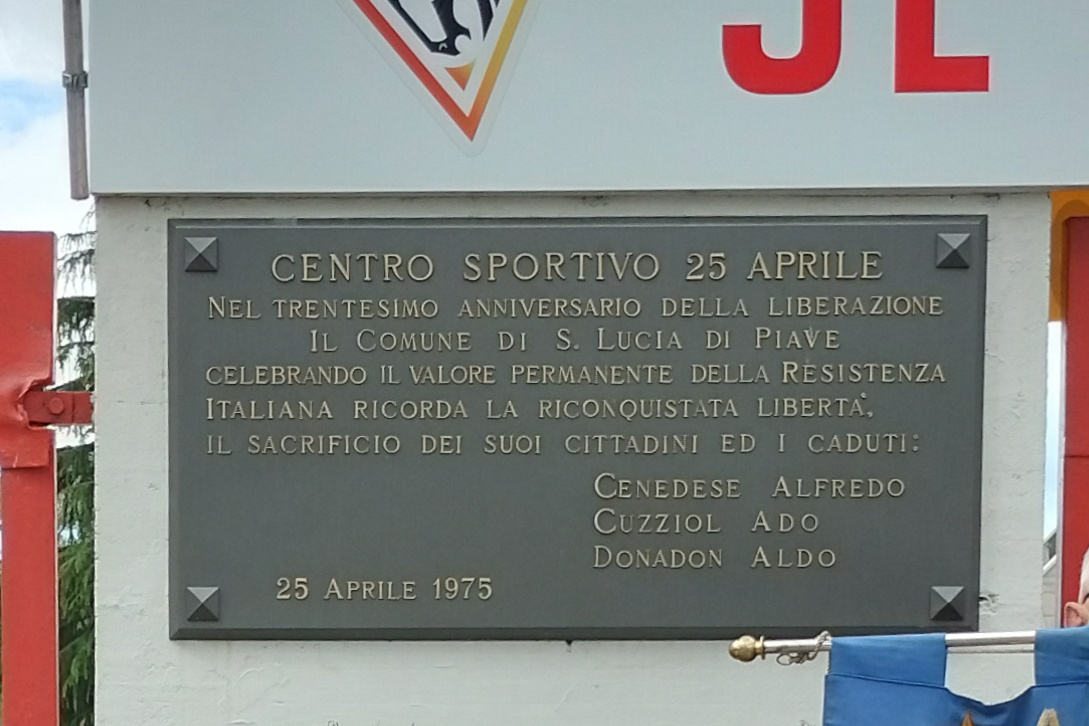 CENTRO SPORTIVO 25 APRILE
NEL TRENTESIMO ANNIVERSARIO DELLA LIBERAZIONE
IL COMUNE DI S. LUCIA DI PIAVE
CELEBRANDO IL VALORE PERMANENTE DELLA RESISTENZA
ITALIANA RICORDA LA RICONQUISTATA LIBERTA',
IL SACRIFICIO DEI SUOI CITTADINI ED I CADUTI:
CENEDESE ALFREDO
CUZZIOL ADO
DONADON ALDO
25 APRILE 1975